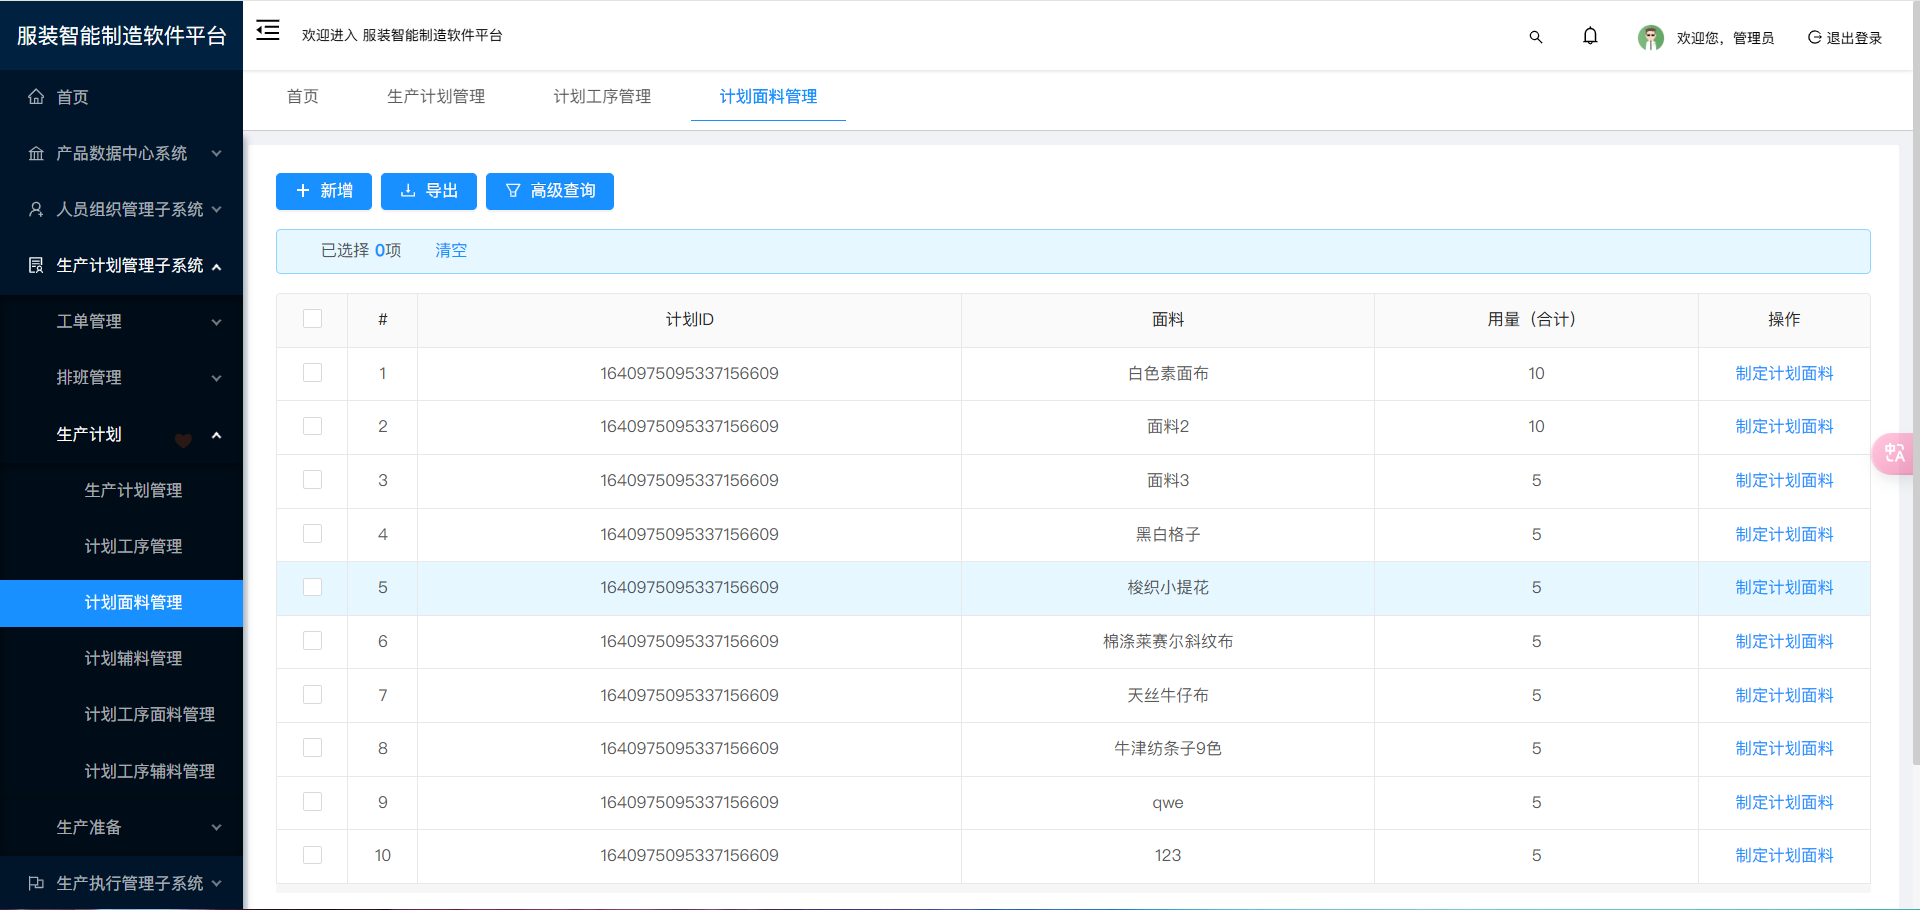 服装智能制造软件平台
欢迎进入 服装智能制造软件平台
欢迎您，管理员
退出登录
首页
产品数据中心系统
人员组织管理子系统
生产计划管理子系统
工单管理
排班管理
生产计划
生产计划管理
计划工序管理
计划面料管理
计划辅料管理
计划工序面料管理
计划工序辅料管理
生产准备
生产执行管理子系统
首页 生产计划管理 计划工序管理 计划面料管理
新增 导出 高级查询
已选择 0项 清空
# 计划ID 面料 用量（合计） 操作
1 1640975095337156609 白色素面布 10 制定计划面料
2 1640975095337156609 面料2 10 制定计划面料
3 1640975095337156609 面料3 5 制定计划面料
4 1640975095337156609 黑白格子 5 制定计划面料
5 1640975095337156609 梭织小提花 5 制定计划面料
6 1640975095337156609 棉涤莱赛尔斜纹布 5 制定计划面料
7 1640975095337156609 天丝牛仔布 5 制定计划面料
8 1640975095337156609 牛津纺条子9色 5 制定计划面料
9 1640975095337156609 qwe 5 制定计划面料
10 1640975095337156609 123 5 制定计划面料
中A